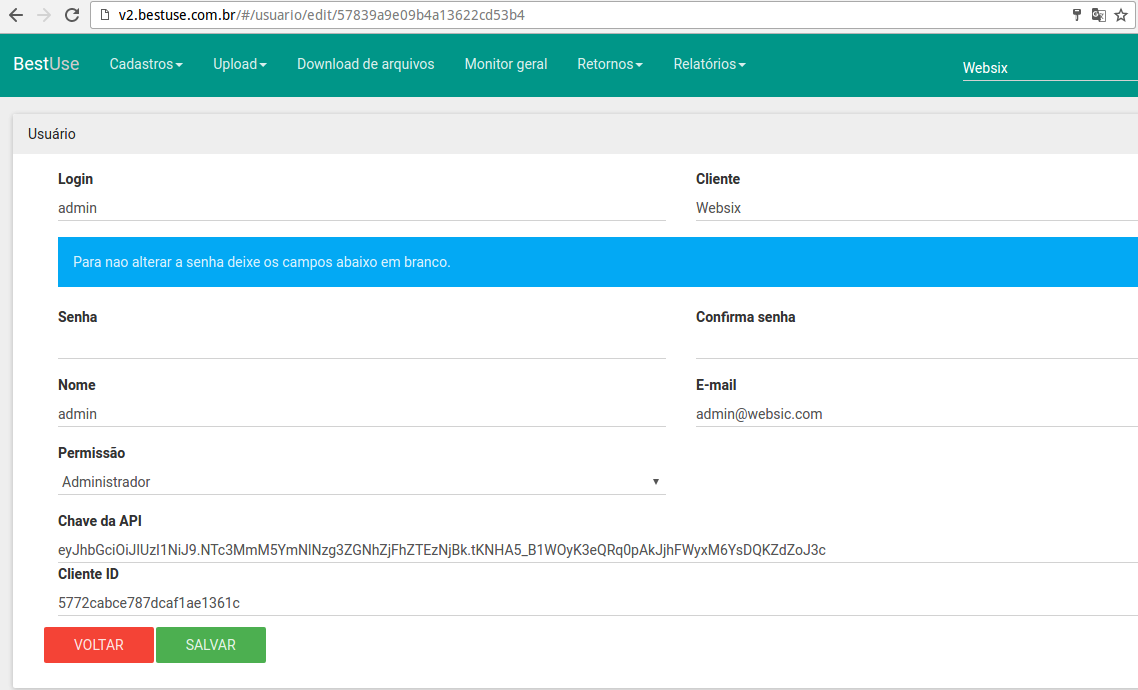 v2.bestuse.com.br/#/usuario/edit/57839a9e09b4a13622cd53b4
BestUse Cadastros Upload Download de arquivos Monitor geral Retornos Relatórios Websix
Usuário
Login Cliente
admin Websix
Para nao alterar a senha deixe os campos abaixo em branco.
Senha Confirma senha
Nome E-mail
admin admin@websic.com
Permissão
Administrador
Chave da API
eyJhbGciOiJIUzI1NiJ9.NTc3MmM5YmNlNzg3ZGNhZjFhZTEzNjBk.tKNHA5_B1WOyK3eQRq0pAkJjhFWyxM6YsDQKZdZoJ3c
Cliente ID
5772cabce787dcaf1ae1361c
VOLTAR SALVAR